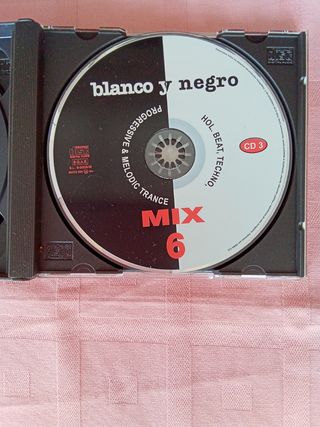 blanco y negro
HOL. BEAT, TECHNO,
PROGRESSIVE & MELODIC TRANCE
CD 3
MIX
6